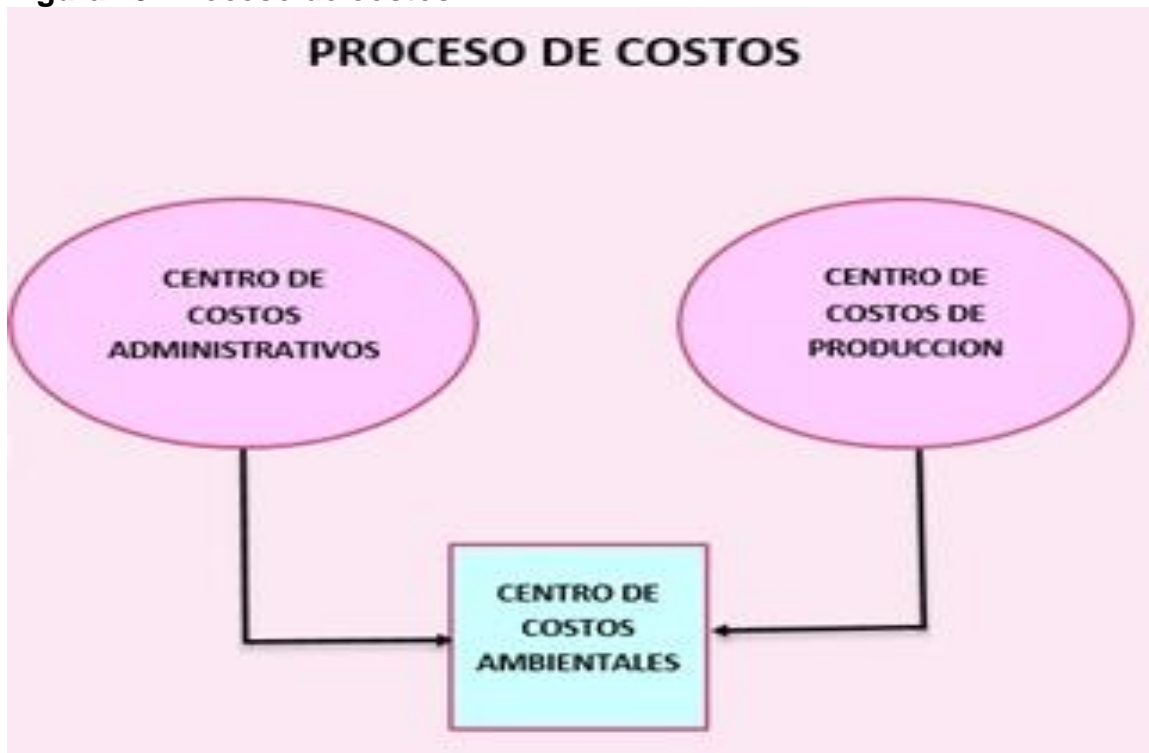 PROCESO DE COSTOS
CENTRO DE
COSTOS
ADMINISTRATIVOS
CENTRO DE
COSTOS DE
PRODUCCION
CENTRO DE
COSTOS
AMBIENTALES